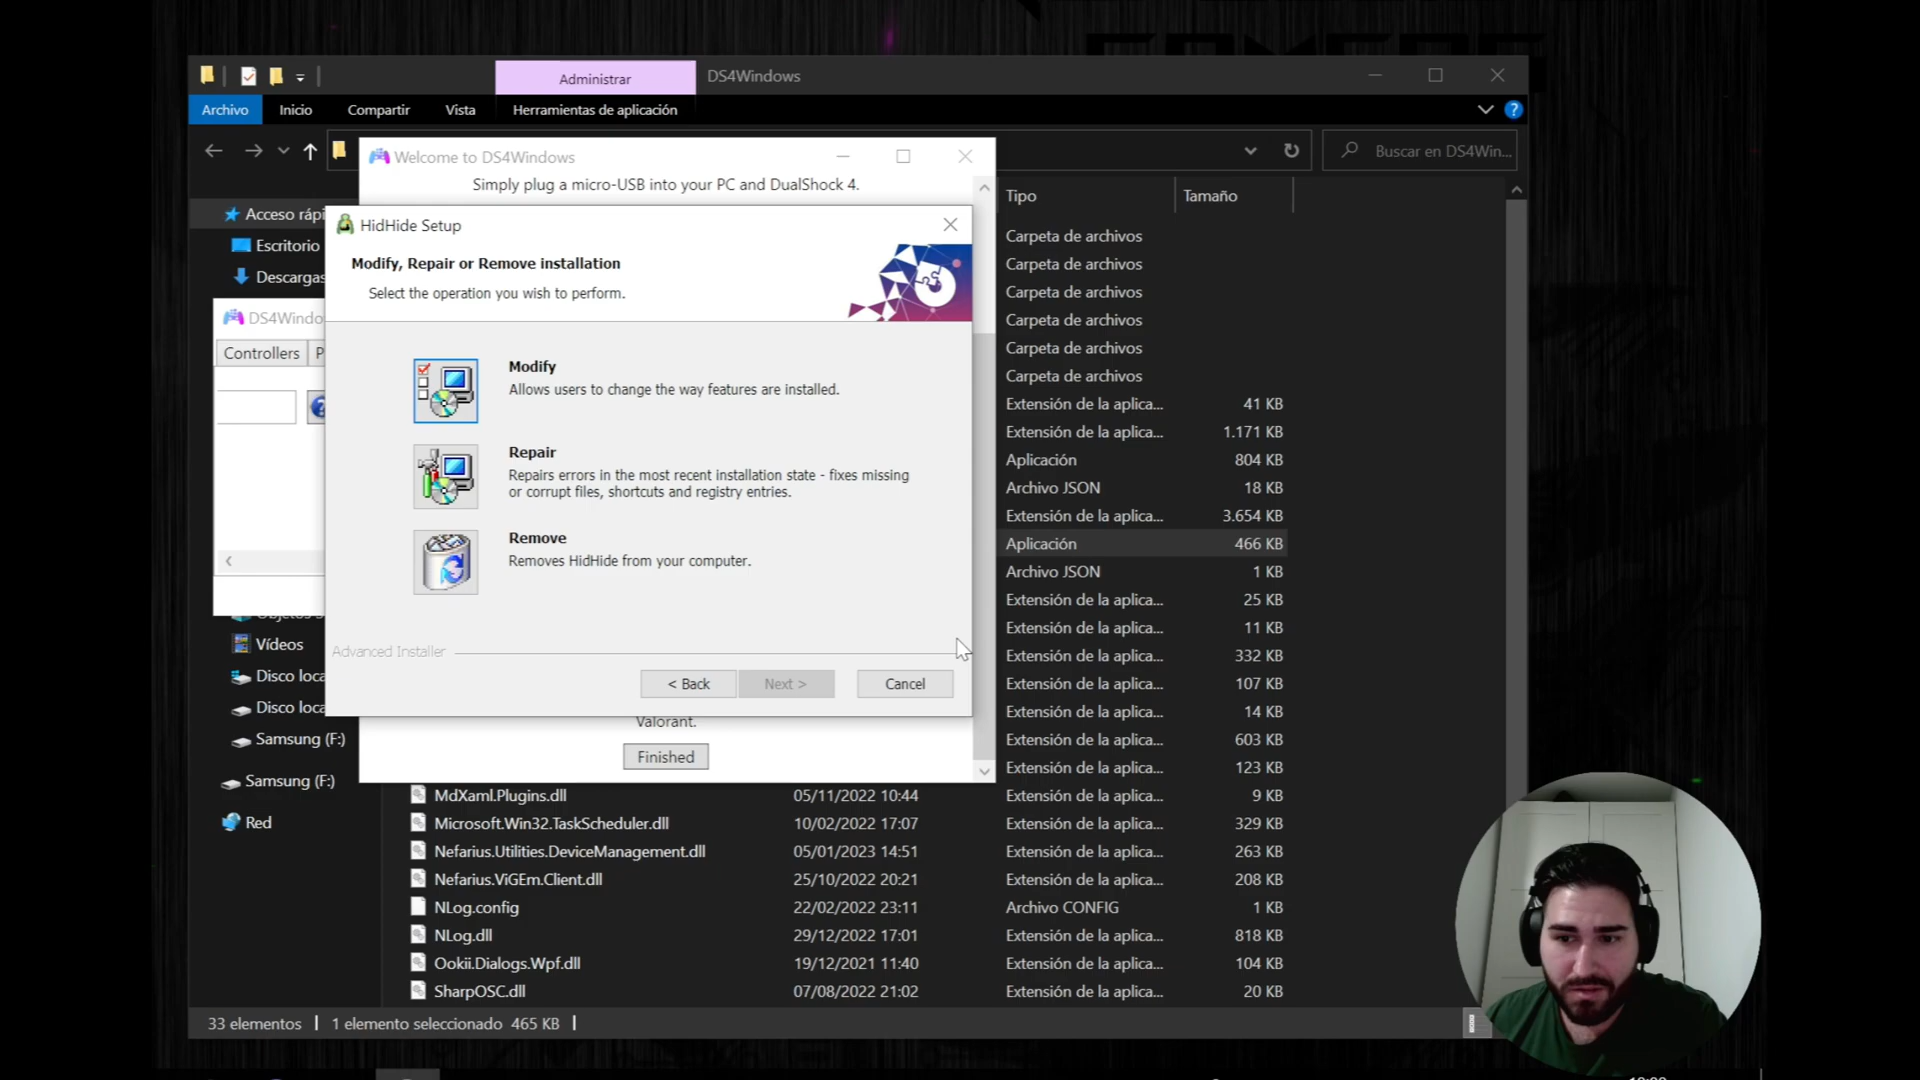 Administrar
DS4Windows
Archivo
Inicio
Compartir
Vista
Herramientas de aplicación
?
Buscar en DS4Win...
Welcome to DS4Windows
Simply plug a micro-USB into your PC and DualShock 4.
Tipo
Tamaño
Acceso rápi
Escritorio
Descargas
HidHide Setup
Modify, Repair or Remove installation
Select the operation you wish to perform.
DS4Windo
Controllers
P
Modify
Allows users to change the way features are installed.
Repair
Repairs errors in the most recent installation state - fixes missing
or corrupt files, shortcuts and registry entries.
Remove
Removes HidHide from your computer.
Advanced Installer
< Back
Next >
Cancel
Valorant.
Finished
Carpeta de archivos
Carpeta de archivos
Carpeta de archivos
Carpeta de archivos
Carpeta de archivos
Carpeta de archivos
Extensión de la aplica... 41 KB
Extensión de la aplica... 1.171 KB
Aplicación 804 KB
Archivo JSON 18 KB
Extensión de la aplica... 3.654 KB
Aplicación 466 KB
Archivo JSON 1 KB
Extensión de la aplica... 25 KB
Extensión de la aplica... 11 KB
Extensión de la aplica... 332 KB
Extensión de la aplica... 107 KB
Extensión de la aplica... 14 KB
Extensión de la aplica... 603 KB
Extensión de la aplica... 123 KB
Vídeos
Disco loca
Disco loca
Samsung (F:)
Samsung (F:)
Red
MdXaml.Plugins.dll 05/11/2022 10:44 Extensión de la aplica... 9 KB
Microsoft.Win32.TaskScheduler.dll 10/02/2022 17:07 Extensión de la aplica... 329 KB
Nefarius.Utilities.DeviceManagement.dll 05/01/2023 14:51 Extensión de la aplica... 263 KB
Nefarius.ViGEm.Client.dll 25/10/2022 20:21 Extensión de la aplica... 208 KB
NLog.config 22/02/2022 23:11 Archivo CONFIG 1 KB
NLog.dll 29/12/2022 17:01 Extensión de la aplica... 818 KB
Ookii.Dialogs.Wpf.dll 19/12/2021 11:40 Extensión de la aplica... 104 KB
SharpOSC.dll 07/08/2022 21:02 Extensión de la aplica... 20 KB
33 elementos
1 elemento seleccionado 465 KB